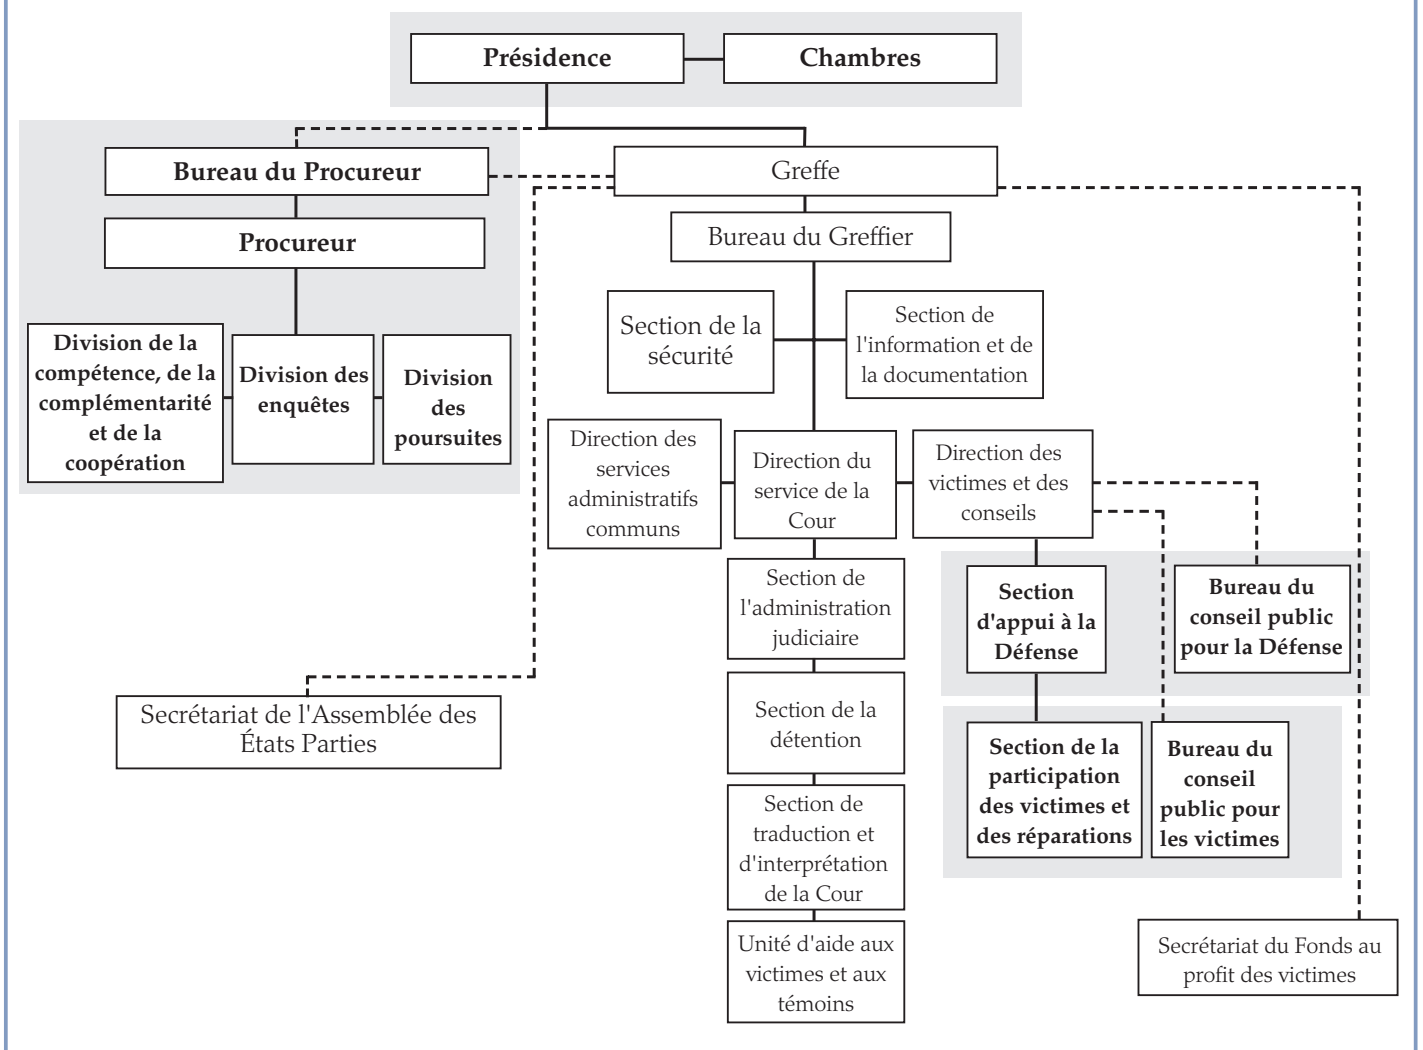 Présidence
Chambres
Bureau du Procureur
Greffe
Procureur
Bureau du Greffier
Section de la
sécurité
Section de
l'information et de
la documentation
Division de la
compétence, de la
complémentarité
et de la
coopération
Division des
enquêtes
Division
des
poursuites
Direction des
services
administratifs
communs
Direction du
service de la
Cour
Direction des
victimes et des
conseils
Section de
l'administration
judiciaire
Section
d'appui à la
Défense
Bureau du
conseil public
pour la Défense
Secrétariat de l'Assemblée des
États Parties
Section de la
détention
Section de la
participation
des victimes et
des réparations
Bureau du
conseil
public pour
les victimes
Section de
traduction et
d'interprétation
de la Cour
Unité d'aide aux
victimes et aux
témoins
Secrétariat du Fonds au
profit des victimes